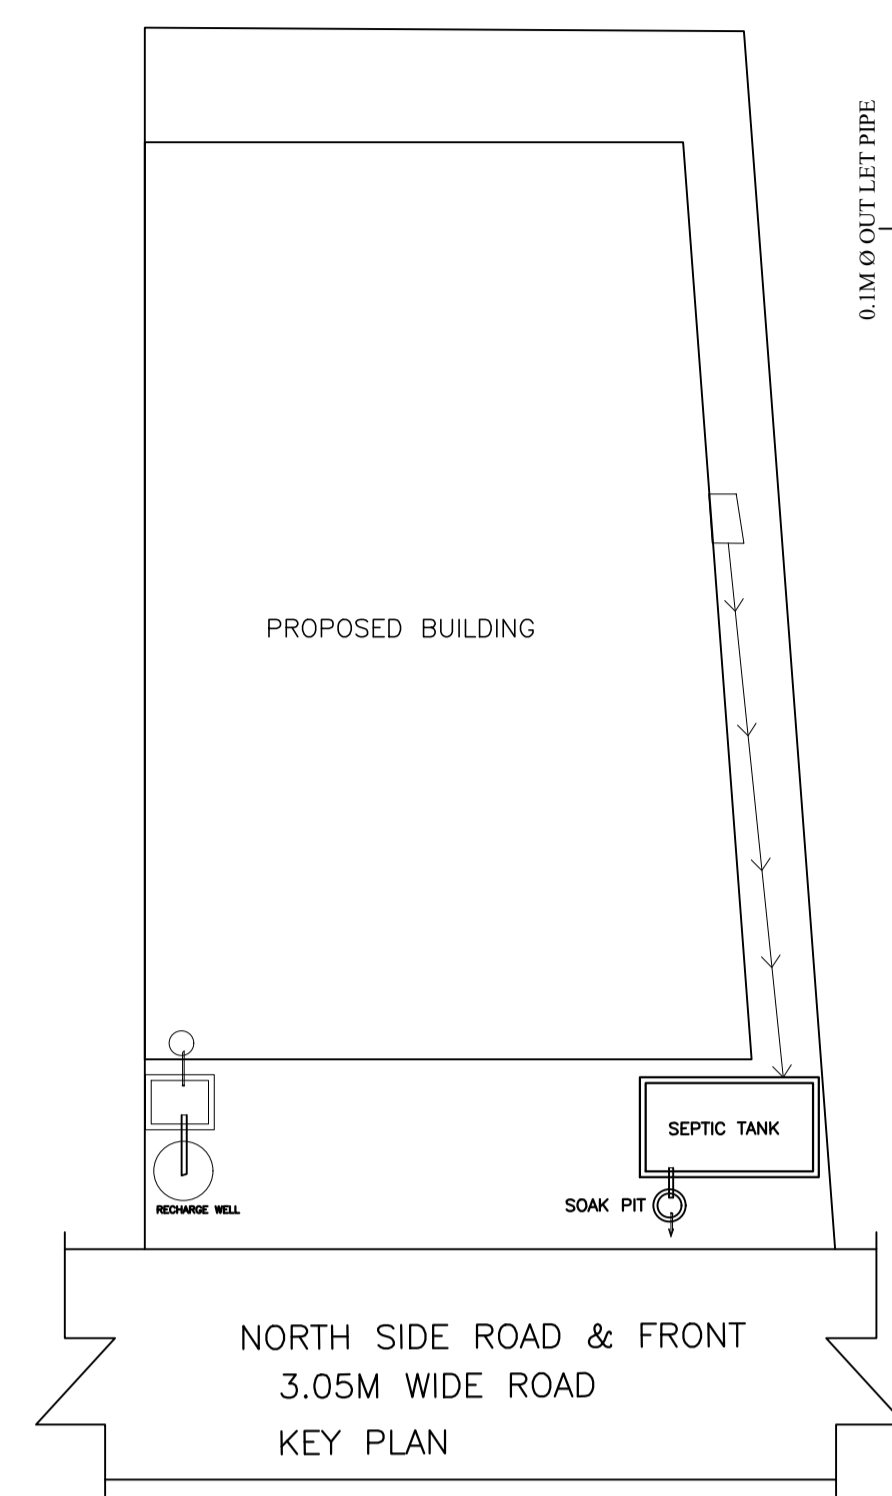 0.1M Ø OUT LET PIPE
PROPOSED BUILDING
SEPTIC TANK
SOAK PIT
RECHARGE WELL
NORTH SIDE ROAD & FRONT
3.05M WIDE ROAD
KEY PLAN